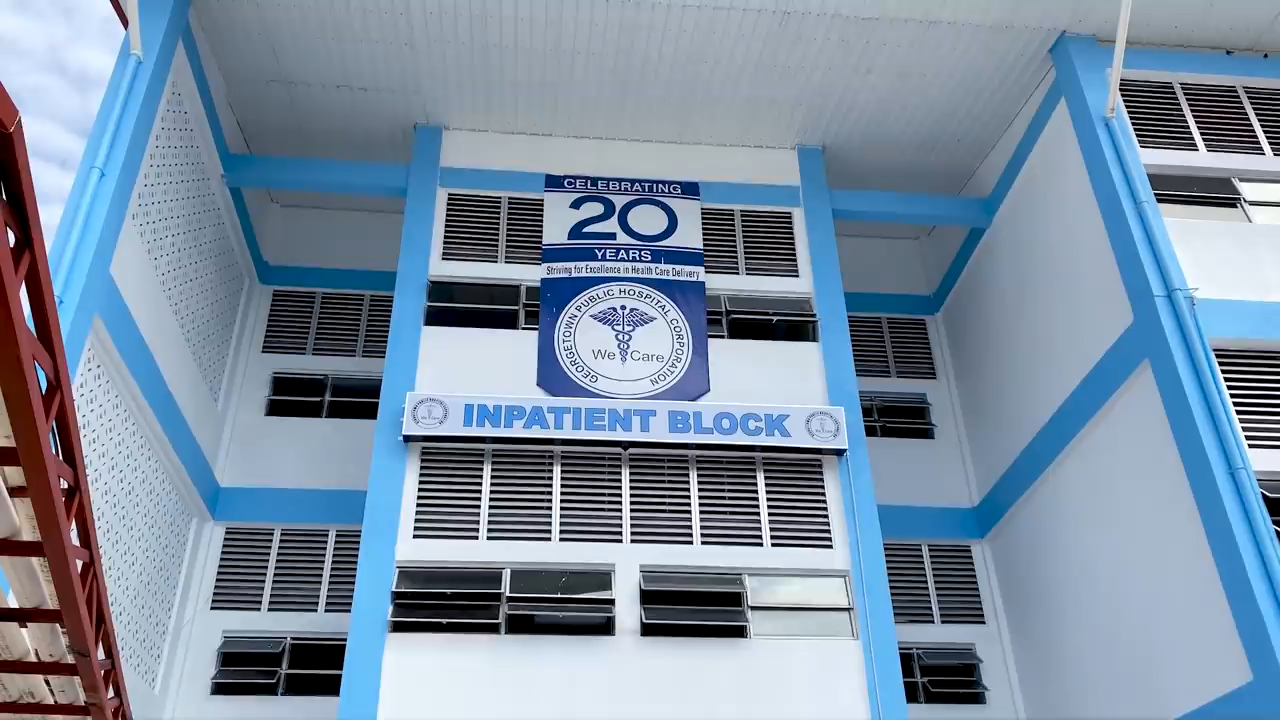 CELEBRATING
20
YEARS
Striving for Excellence in Health Care Delivery
GEORGETOWN PUBLIC HOSPITAL CORPORATION
We Care
INPATIENT BLOCK